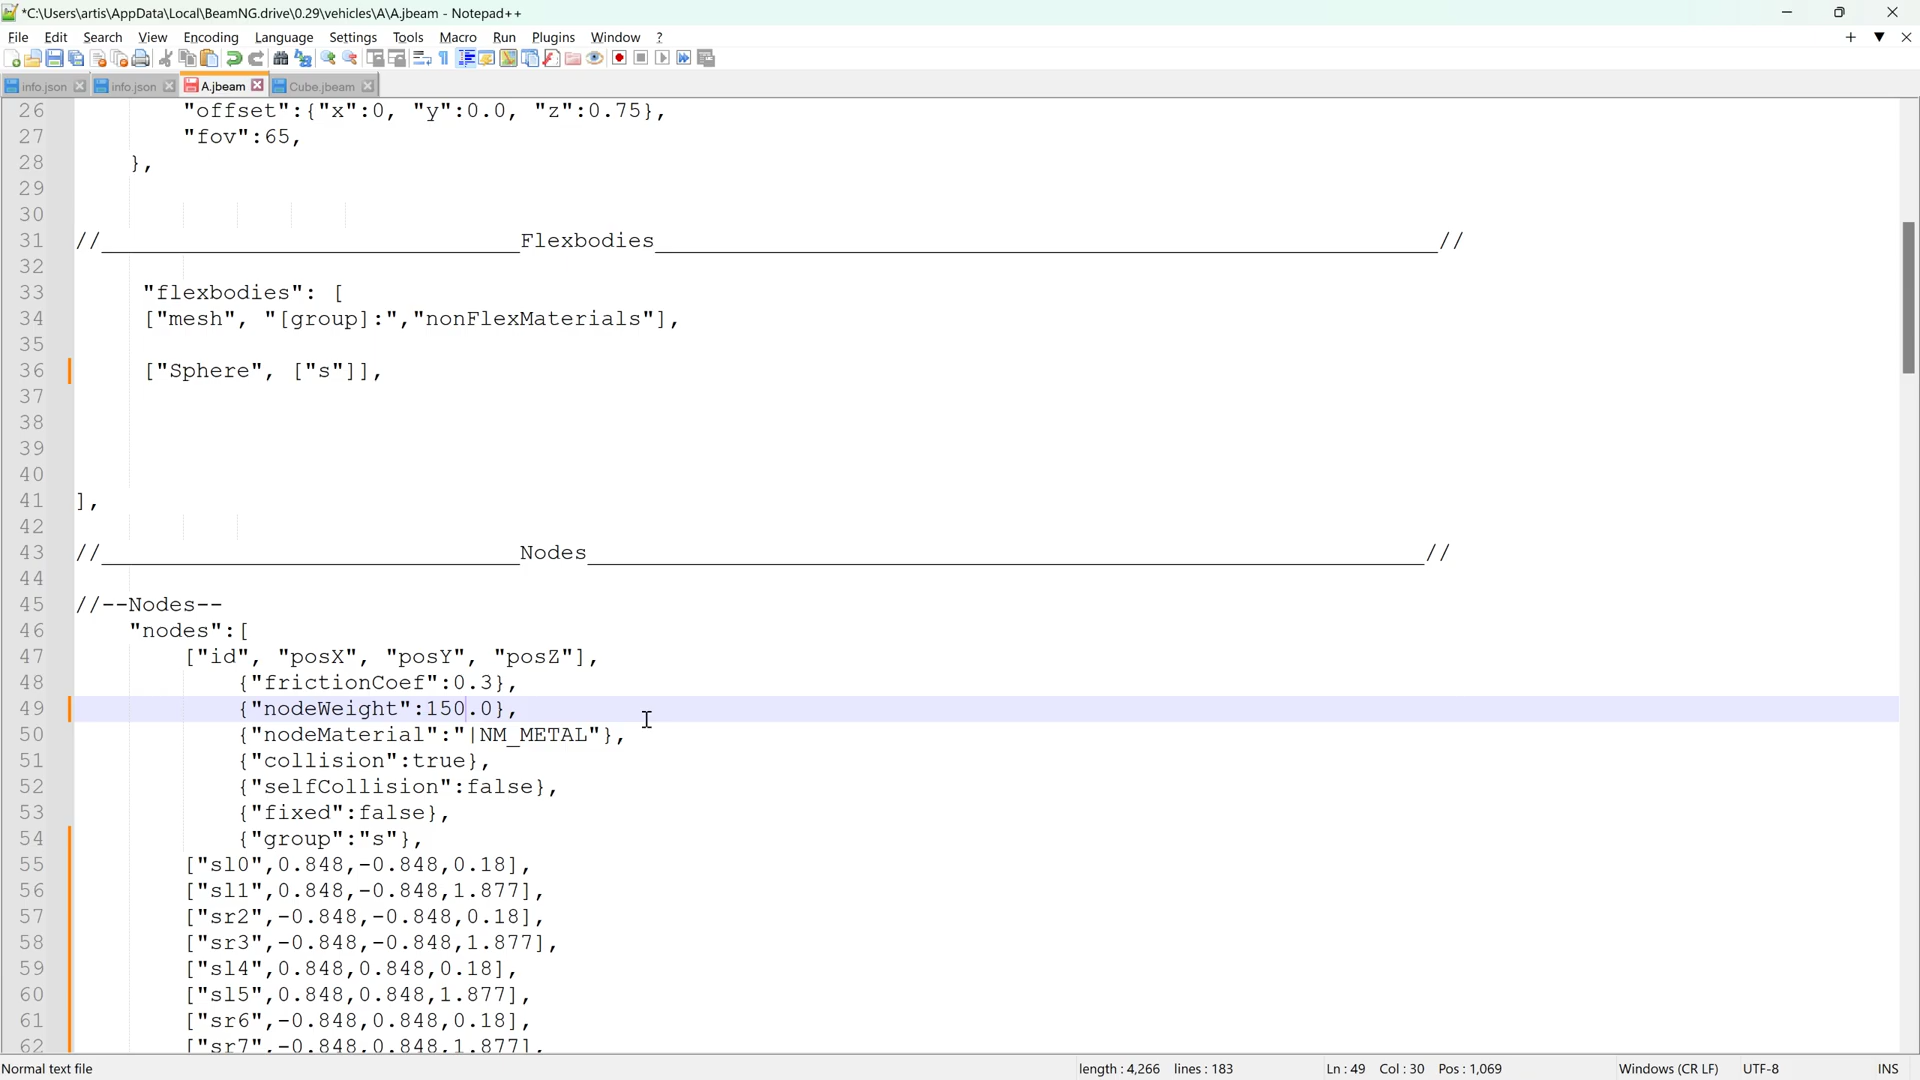 *C:\Users\artis\AppData\Local\BeamNG.drive\0.29\vehicles\A\A.jbeam - Notepad++
File Edit Search View Encoding Language Settings Tools Macro Run Plugins Window ?
info.json info.json A.jbeam Cube.jbeam
26 "offset":{"x":0, "y":0.0, "z":0.75},
27 "fov":65,
28 },
29
30
31 //________________________________Flexbodies____________________________________________________________//
32
33 "flexbodies": [
34 ["mesh", "[group]:","nonFlexMaterials"],
35
36 ["Sphere", ["s"]],
37
38
39
40
41 ],
42
43 //________________________________Nodes________________________________________________________________//
44
45 //--Nodes--
46 "nodes":[
47 ["id", "posX", "posY", "posZ"],
48 {"frictionCoef":0.3},
49 {"nodeWeight":150.0},
50 {"nodeMaterial":"|NM_METAL"},
51 {"collision":true},
52 {"selfCollision":false},
53 {"fixed":false},
54 {"group":"s"},
55 ["sl0",0.848,-0.848,0.18],
56 ["sl1",0.848,-0.848,1.877],
57 ["sr2",-0.848,-0.848,0.18],
58 ["sr3",-0.848,-0.848,1.877],
59 ["sl4",0.848,0.848,0.18],
60 ["sl5",0.848,0.848,1.877],
61 ["sr6",-0.848,0.848,0.18],
62 ["sr7",-0.848,0.848,1.877],
Normal text file length : 4,266 lines : 183 Ln : 49 Col : 30 Pos : 1,069 Windows (CR LF) UTF-8 INS